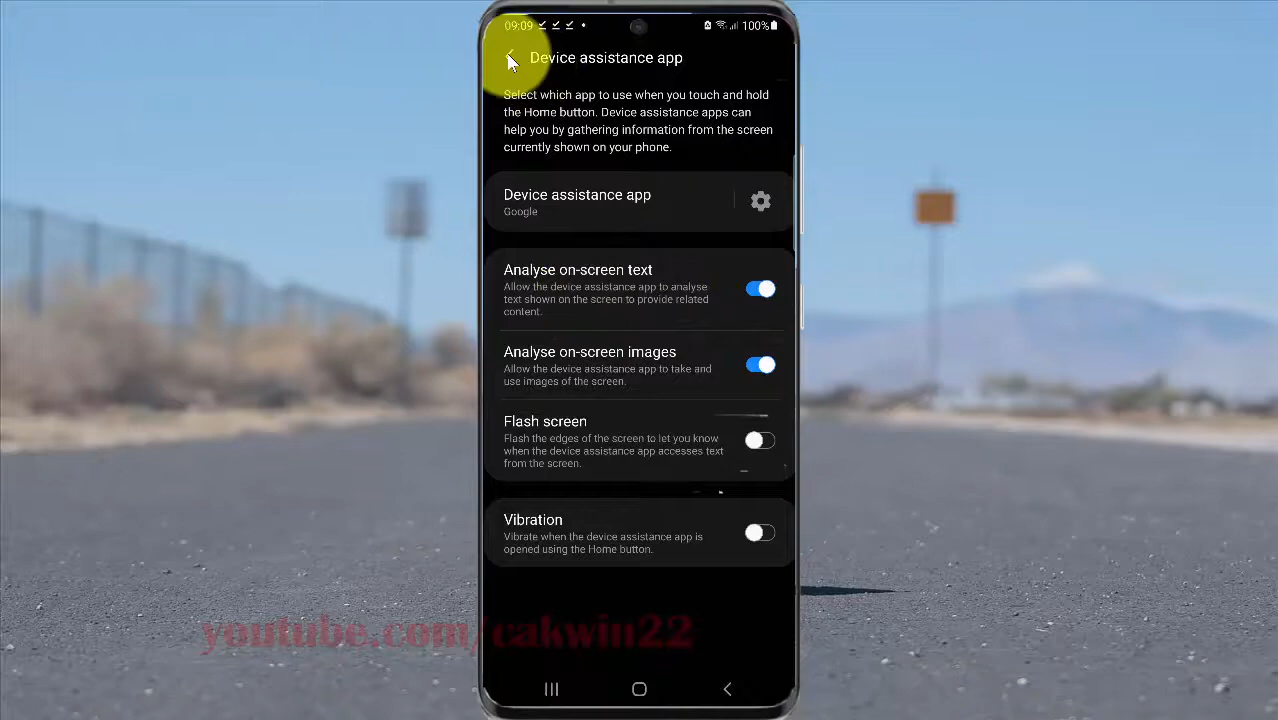 09:09
100%
Device assistance app
Select which app to use when you touch and hold
the Home button. Device assistance apps can
help you by gathering information from the screen
currently shown on your phone.
Device assistance app
Google
Analyse on-screen text
Allow the device assistance app to analyse
text shown on the screen to provide related
content.
Analyse on-screen images
Allow the device assistance app to take and
use images of the screen.
Flash screen
Flash the edges of the screen to let you know
when the device assistance app accesses text
from the screen.
Vibration
Vibrate when the device assistance app is
opened using the Home button.
youtube.com/cakwin22